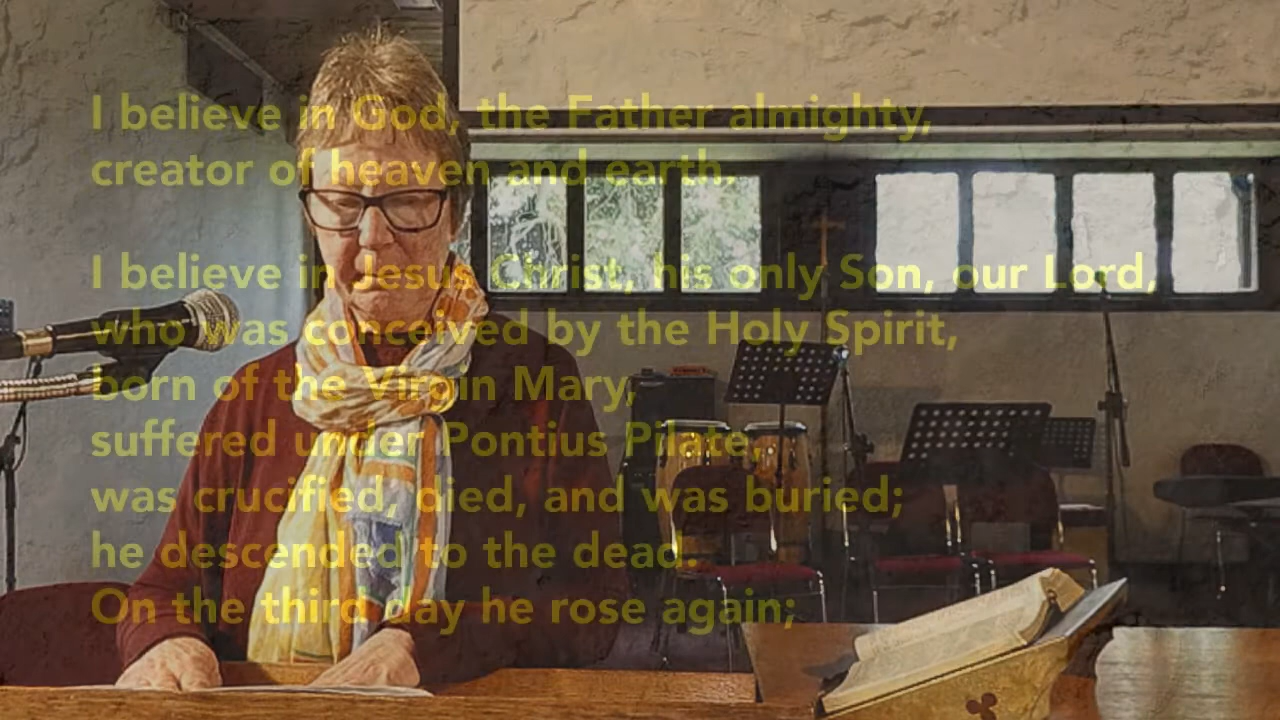 I believe in God, the Father almighty,
creator of heaven and earth.
I believe in Jesus Christ, his only Son, our Lord,
who was conceived by the Holy Spirit,
born of the Virgin Mary,
suffered under Pontius Pilate,
was crucified, died, and was buried;
he descended to the dead.
On the third day he rose again;